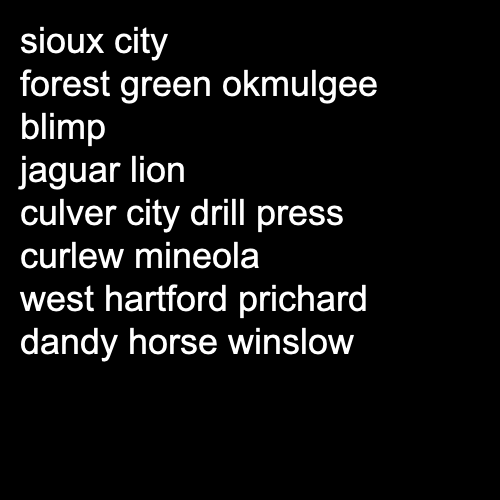 sioux city
forest green okmulgee
blimp
jaguar lion
culver city drill press
curlew mineola
west hartford prichard
dandy horse winslow